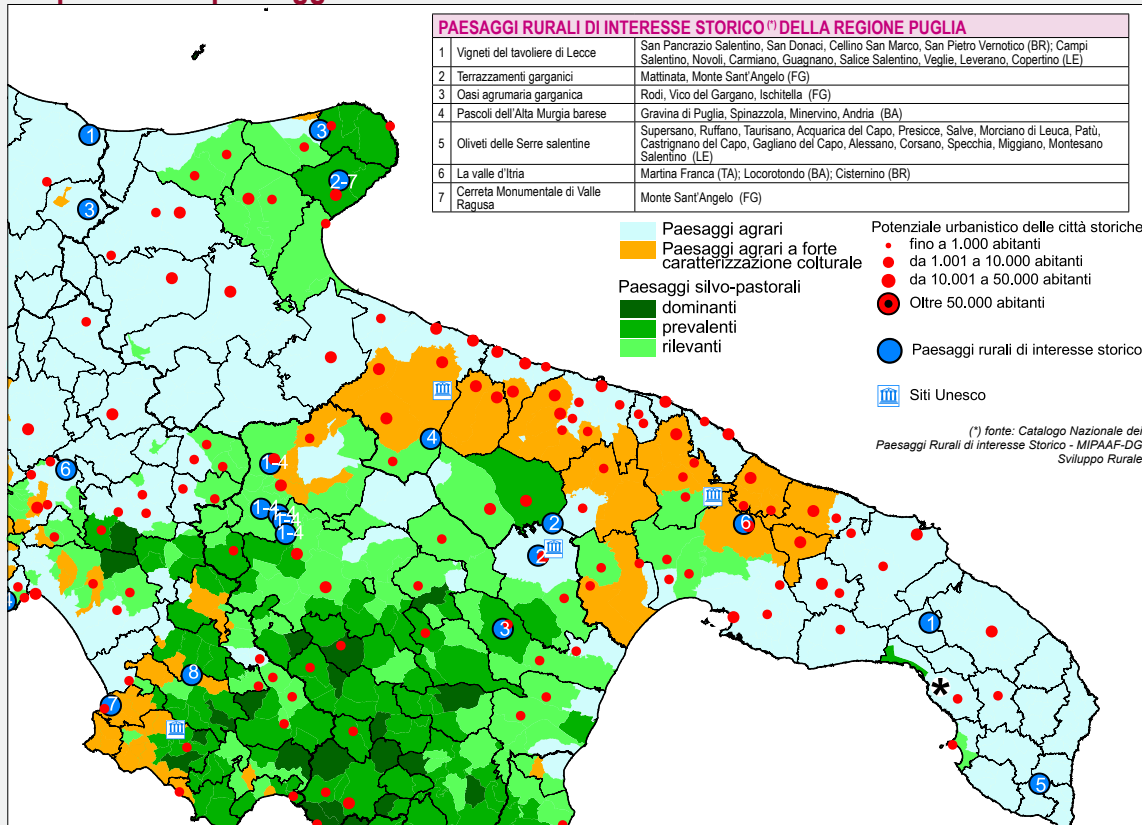 PAESAGGI RURALI DI INTERESSE STORICO (*) DELLA REGIONE PUGLIA
1 Vigneti del tavoliere di Lecce San Pancrazio Salentino, San Donaci, Cellino San Marco, San Pietro Vernotico (BR); Campi
Salentino, Novoli, Carmiano, Guagnano, Salice Salentino, Veglie, Leverano, Copertino (LE)
2 Terrazzamenti garganici Mattinata, Monte Sant'Angelo (FG)
3 Oasi agrumaria garganica Rodi, Vico del Gargano, Ischitella (FG)
4 Pascoli dell'Alta Murgia barese Gravina di Puglia, Spinazzola, Minervino, Andria (BA)
5 Oliveti delle Serre salentine Supersano, Ruffano, Taurisano, Acquarica del Capo, Presicce, Salve, Morciano di Leuca, Patù,
Castrignano del Capo, Gagliano del Capo, Alessano, Corsano, Specchia, Miggiano, Montesano
Salentino (LE)
6 La valle d'Itria Martina Franca (TA); Locorotondo (BA); Cisternino (BR)
7 Cerreta Monumentale di Valle
Ragusa Monte Sant'Angelo (FG)
Paesaggi agrari
Paesaggi agrari a forte
caratterizzazione colturale
Paesaggi silvo-pastorali
dominanti
prevalenti
rilevanti
Potenziale urbanistico delle città storiche
fino a 1.000 abitanti
da 1.001 a 10.000 abitanti
da 10.001 a 50.000 abitanti
Oltre 50.000 abitanti
Paesaggi rurali di interesse storico
Siti Unesco
(*) fonte: Catalogo Nazionale dei
Paesaggi Rurali di interesse Storico - MIPAAF-DG
Sviluppo Rurale
1
3
2-7
3
4
6
1-4
1-4
1-4
1-4
2
6
2
3
1
8
7
*
5